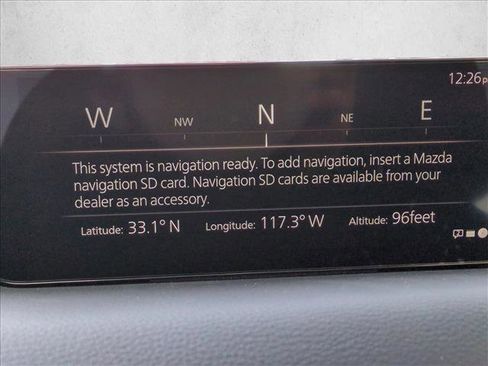 12:26
W NW N NE E
This system is navigation ready. To add navigation, insert a Mazda
navigation SD card. Navigation SD cards are available from your
dealer as an accessory.
Latitude: 33.1° N Longitude: 117.3° W Altitude: 96feet